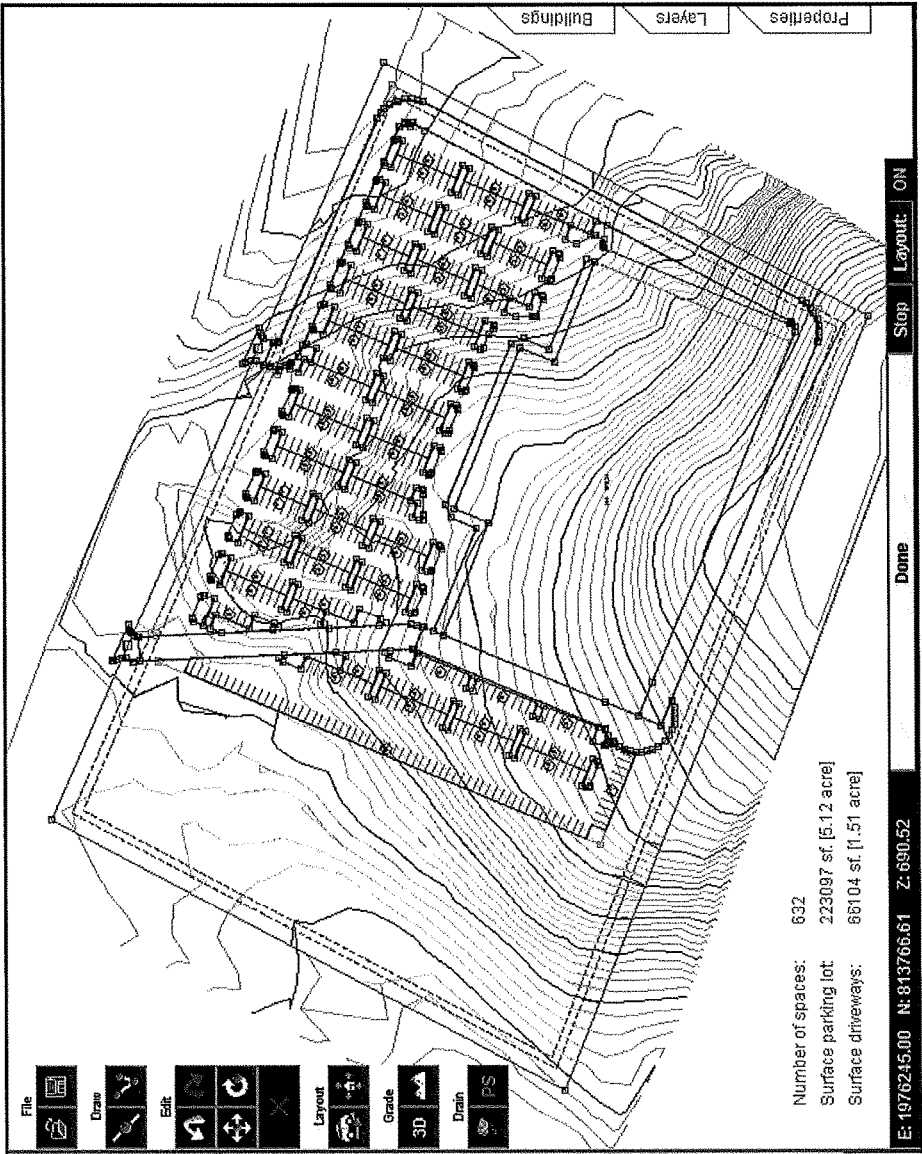 File
Draw
Edit
Layout
Grade
3D
Drain
PS
Properties
Layers
Buildings
Number of spaces: 632
Surface parking lot: 223097 sf. [5.12 acre]
Surface driveways: 66104 sf. [1.51 acre]
E: 1976245.00 N: 813766.61 Z: 690.52
Done
Stop
Layout: ON